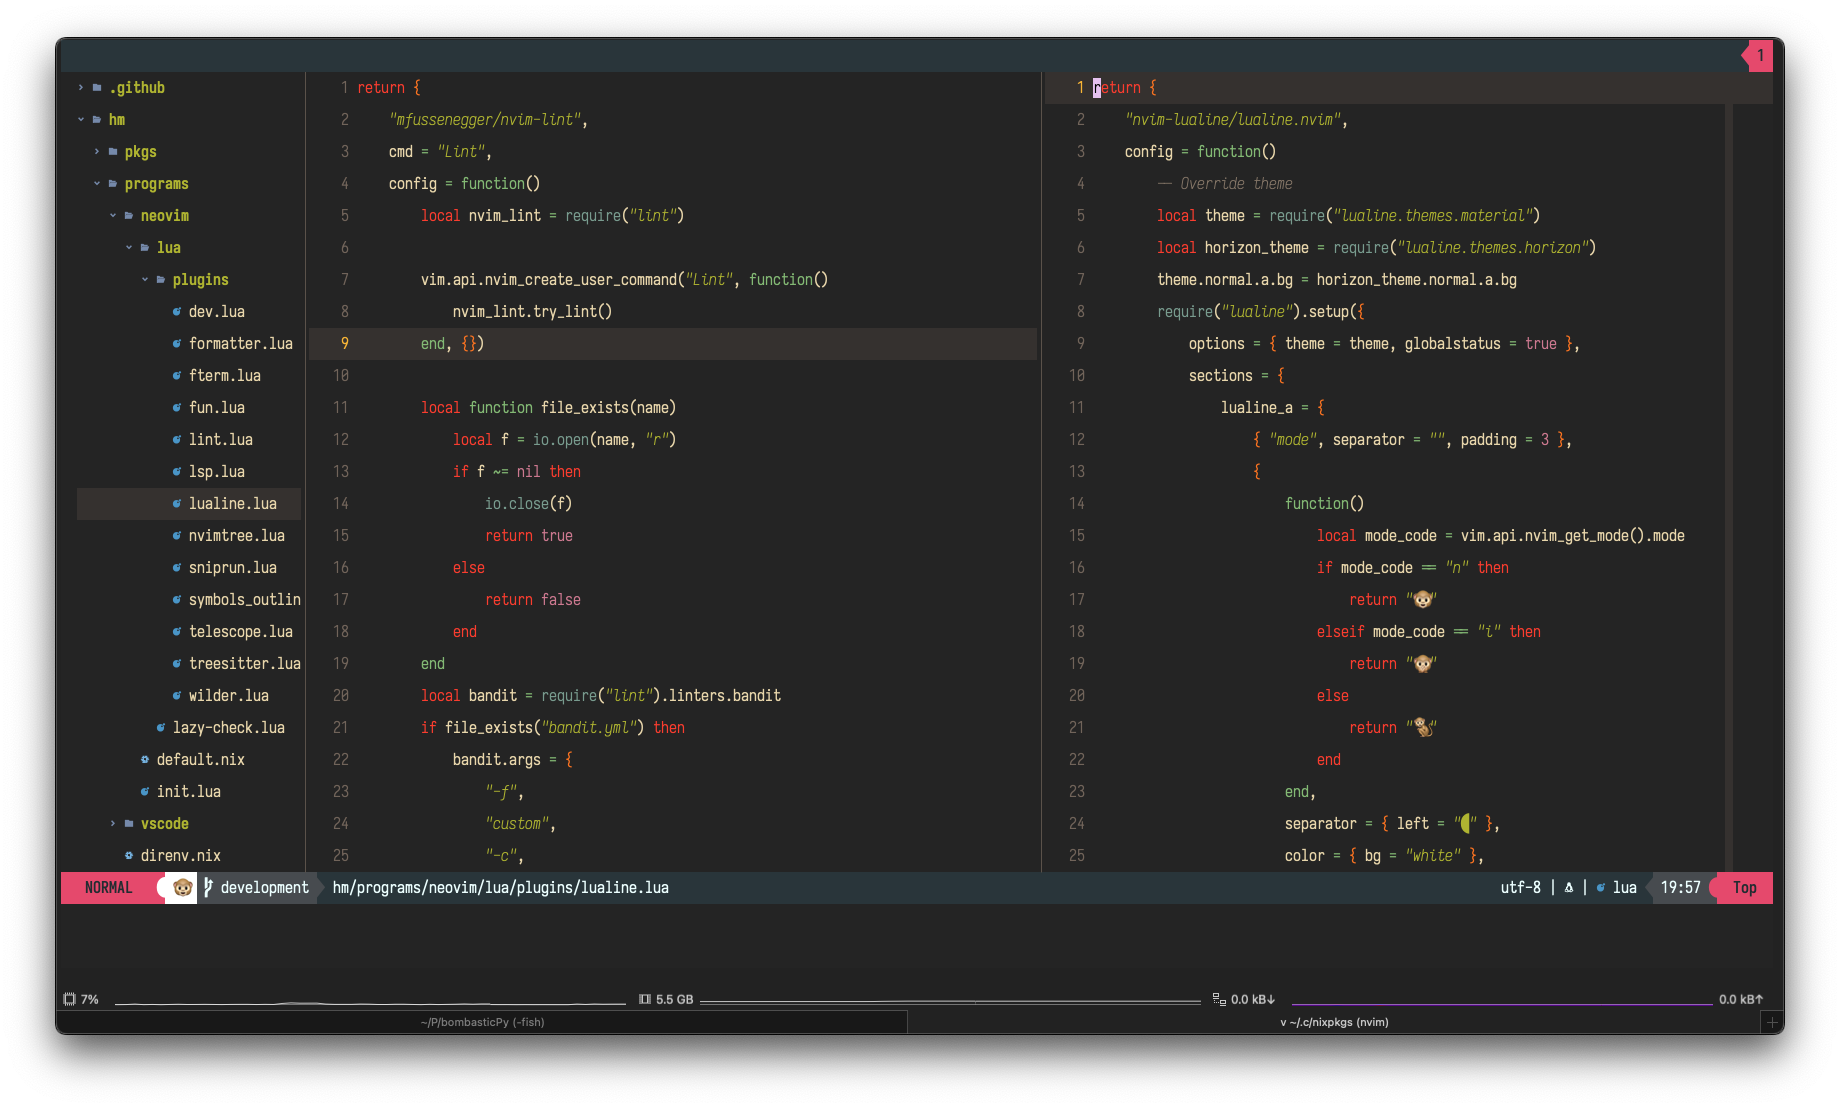 1
.github
hm
pkgs
programs
neovim
lua
plugins
dev.lua
formatter.lua
fterm.lua
fun.lua
lint.lua
lsp.lua
lualine.lua
nvimtree.lua
sniprun.lua
symbols_outlin
telescope.lua
treesitter.lua
wilder.lua
lazy-check.lua
default.nix
init.lua
vscode
direnv.nix
1 return {
2 "mfussenegger/nvim-lint",
3 cmd = "Lint",
4 config = function()
5 local nvim_lint = require("lint")
6
7 vim.api.nvim_create_user_command("Lint", function()
8 nvim_lint.try_lint()
9 end, {})
10
11 local function file_exists(name)
12 local f = io.open(name, "r")
13 if f ~= nil then
14 io.close(f)
15 return true
16 else
17 return false
18 end
19 end
20 local bandit = require("lint").linters.bandit
21 if file_exists("bandit.yml") then
22 bandit.args = {
23 "-f",
24 "custom",
25 "-c",
1 return {
2 "nvim-lualine/lualine.nvim",
3 config = function()
4 -- Override theme
5 local theme = require("lualine.themes.material")
6 local horizon_theme = require("lualine.themes.horizon")
7 theme.normal.a.bg = horizon_theme.normal.a.bg
8 require("lualine").setup({
9 options = { theme = theme, globalstatus = true },
10 sections = {
11 lualine_a = {
12 { "mode", separator = "", padding = 3 },
13 {
14 function()
15 local mode_code = vim.api.nvim_get_mode().mode
16 if mode_code == "n" then
17 return "🐵"
18 elseif mode_code == "i" then
19 return "🙊"
20 else
21 return "🐒"
22 end
23 end,
24 separator = { left = "" },
25 color = { bg = "white" },
NORMAL 🐵 development hm/programs/neovim/lua/plugins/lualine.lua utf-8 | | lua 19:57 Top
7% 5.5 GB 0.0 kB↓ 0.0 kB↑
~/P/bombasticPy (-fish) v ~/.c/nixpkgs (nvim) +